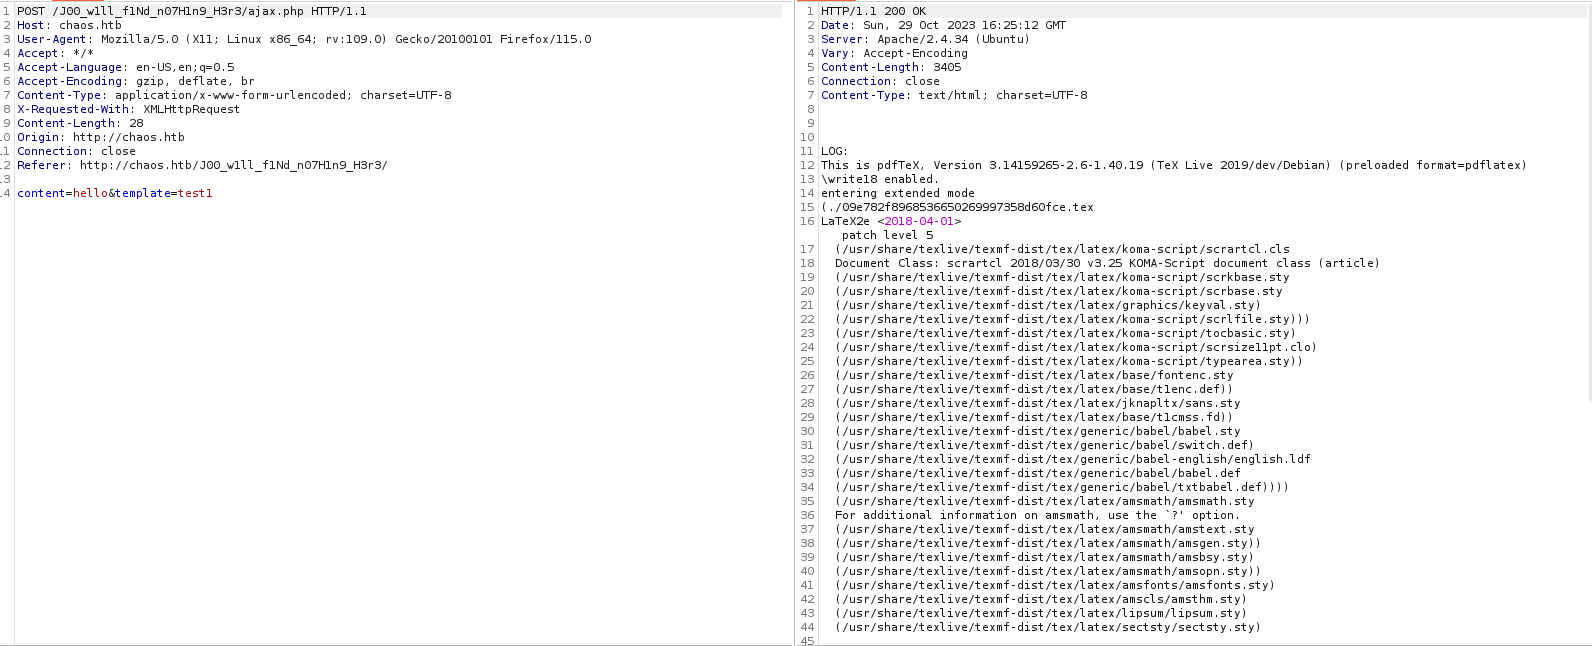 1 POST /J00_w1ll_f1Nd_n07H1n9_H3r3/ajax.php HTTP/1.1
2 Host: chaos.htb
3 User-Agent: Mozilla/5.0 (X11; Linux x86_64; rv:109.0) Gecko/20100101 Firefox/115.0
4 Accept: */*
5 Accept-Language: en-US,en;q=0.5
6 Accept-Encoding: gzip, deflate, br
7 Content-Type: application/x-www-form-urlencoded; charset=UTF-8
8 X-Requested-With: XMLHttpRequest
9 Content-Length: 28
10 Origin: http://chaos.htb
11 Connection: close
12 Referer: http://chaos.htb/J00_w1ll_f1Nd_n07H1n9_H3r3/
13
14 content=hello&template=test1
1 HTTP/1.1 200 OK
2 Date: Sun, 29 Oct 2023 16:25:12 GMT
3 Server: Apache/2.4.34 (Ubuntu)
4 Vary: Accept-Encoding
5 Content-Length: 3405
6 Connection: close
7 Content-Type: text/html; charset=UTF-8
8
9
10
11 LOG:
12 This is pdfTeX, Version 3.14159265-2.6-1.40.19 (TeX Live 2019/dev/Debian) (preloaded format=pdflatex)
13 \write18 enabled.
14 entering extended mode
15 (./09e782f8968536650269997358d60fce.tex
16 LaTeX2e <2018-04-01>
patch level 5
17 (/usr/share/texlive/texmf-dist/tex/latex/koma-script/scrartcl.cls
18 Document Class: scrartcl 2018/03/30 v3.25 KOMA-Script document class (article)
19 (/usr/share/texlive/texmf-dist/tex/latex/koma-script/scrkbase.sty
20 (/usr/share/texlive/texmf-dist/tex/latex/koma-script/scrbase.sty
21 (/usr/share/texlive/texmf-dist/tex/latex/graphics/keyval.sty)
22 (/usr/share/texlive/texmf-dist/tex/latex/koma-script/scrlfile.sty)))
23 (/usr/share/texlive/texmf-dist/tex/latex/koma-script/tocbasic.sty)
24 (/usr/share/texlive/texmf-dist/tex/latex/koma-script/scrsize11pt.clo)
25 (/usr/share/texlive/texmf-dist/tex/latex/koma-script/typearea.sty))
26 (/usr/share/texlive/texmf-dist/tex/latex/base/fontenc.sty
27 (/usr/share/texlive/texmf-dist/tex/latex/base/t1enc.def))
28 (/usr/share/texlive/texmf-dist/tex/latex/jknapltx/sans.sty
29 (/usr/share/texlive/texmf-dist/tex/latex/base/t1cmss.fd))
30 (/usr/share/texlive/texmf-dist/tex/generic/babel/babel.sty
31 (/usr/share/texlive/texmf-dist/tex/generic/babel/switch.def)
32 (/usr/share/texlive/texmf-dist/tex/generic/babel-english/english.ldf
33 (/usr/share/texlive/texmf-dist/tex/generic/babel/babel.def
34 (/usr/share/texlive/texmf-dist/tex/generic/babel/txtbabel.def))))
35 (/usr/share/texlive/texmf-dist/tex/latex/amsmath/amsmath.sty
36 For additional information on amsmath, use the `?' option.
37 (/usr/share/texlive/texmf-dist/tex/latex/amsmath/amstext.sty
38 (/usr/share/texlive/texmf-dist/tex/latex/amsmath/amsgen.sty))
39 (/usr/share/texlive/texmf-dist/tex/latex/amsmath/amsbsy.sty)
40 (/usr/share/texlive/texmf-dist/tex/latex/amsmath/amsopn.sty))
41 (/usr/share/texlive/texmf-dist/tex/latex/amsfonts/amsfonts.sty)
42 (/usr/share/texlive/texmf-dist/tex/latex/amscls/amsthm.sty)
43 (/usr/share/texlive/texmf-dist/tex/latex/lipsum/lipsum.sty)
44 (/usr/share/texlive/texmf-dist/tex/latex/sectsty/sectsty.sty)
45